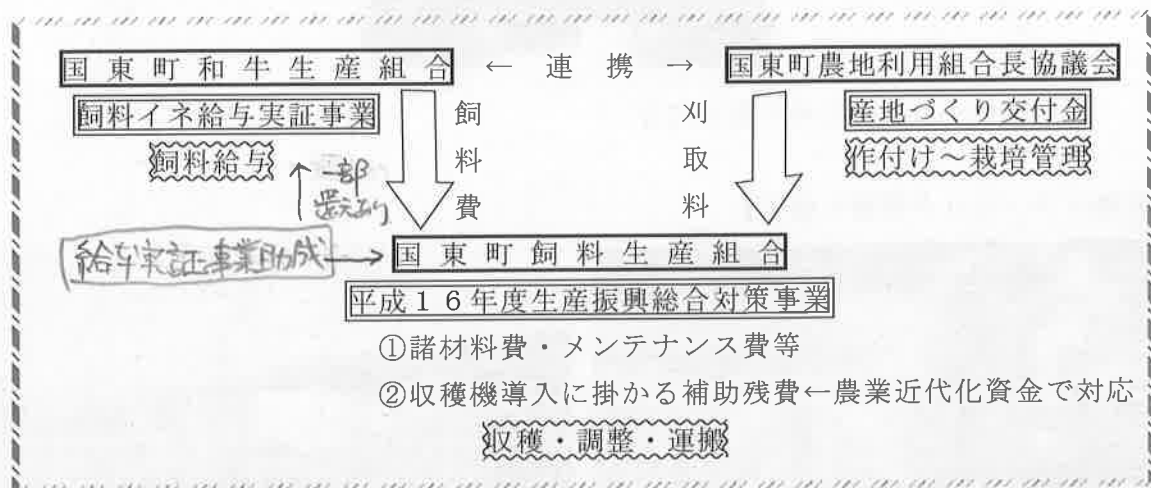 国東町和牛生産組合 ← 連携 → 国東町農地利用組合長協議会
飼料イネ給与実証事業
飼料費
刈取料
産地づくり交付金
飼料給与
作付け～栽培管理
一部
還元あり
給与実証事業助成→
国東町飼料生産組合
平成16年度生産振興総合対策事業
①諸材料費・メンテナンス費等
②収穫機導入に掛かる補助残費←農業近代化資金で対応
収穫・調整・運搬